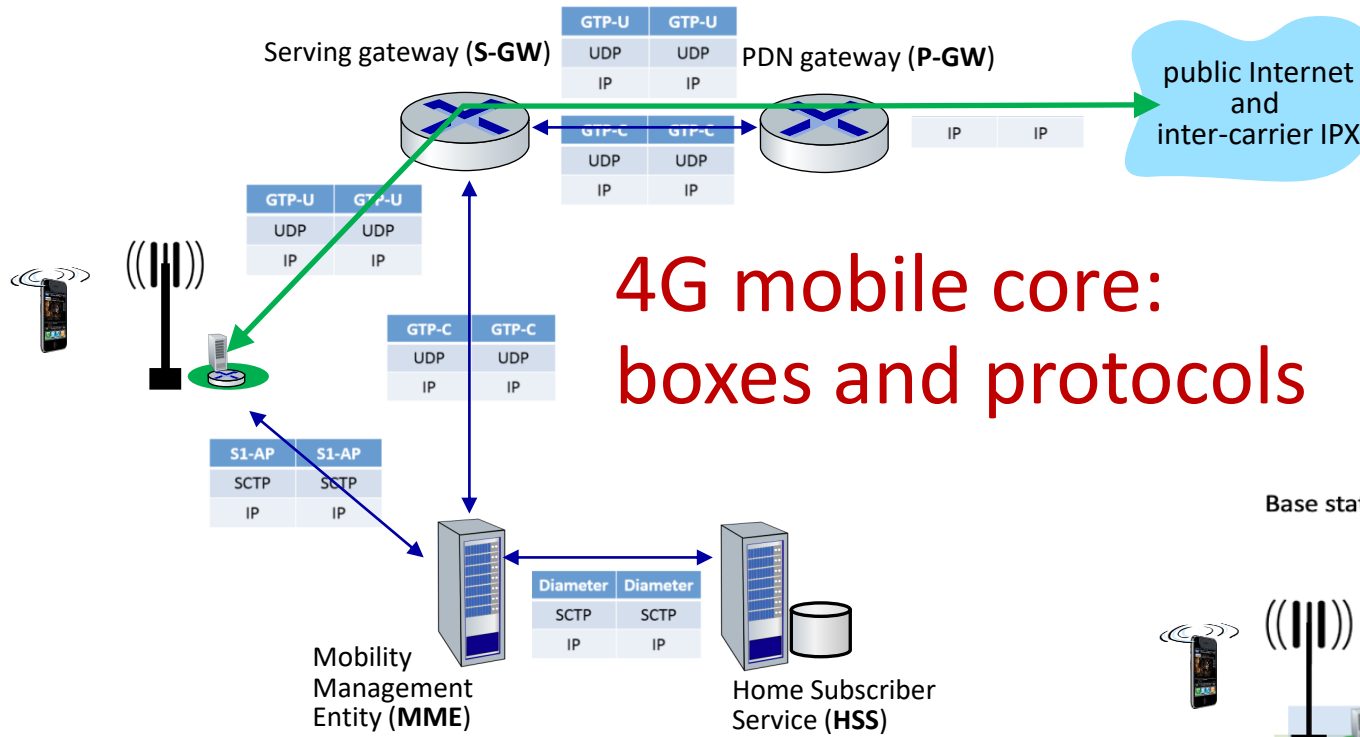 GTP-U GTP-U
UDP UDP
IP IP
Serving gateway (S-GW)
PDN gateway (P-GW)
public Internet
and
inter-carrier IPX
GTP-C GTP-C
UDP UDP
IP IP
IP IP
GTP-U GTP-U
UDP UDP
IP IP
4G mobile core:
boxes and protocols
GTP-C GTP-C
UDP UDP
IP IP
S1-AP S1-AP
SCTP SCTP
IP IP
Base stat
Diameter Diameter
SCTP SCTP
IP IP
Mobility
Management
Entity (MME)
Home Subscriber
Service (HSS)